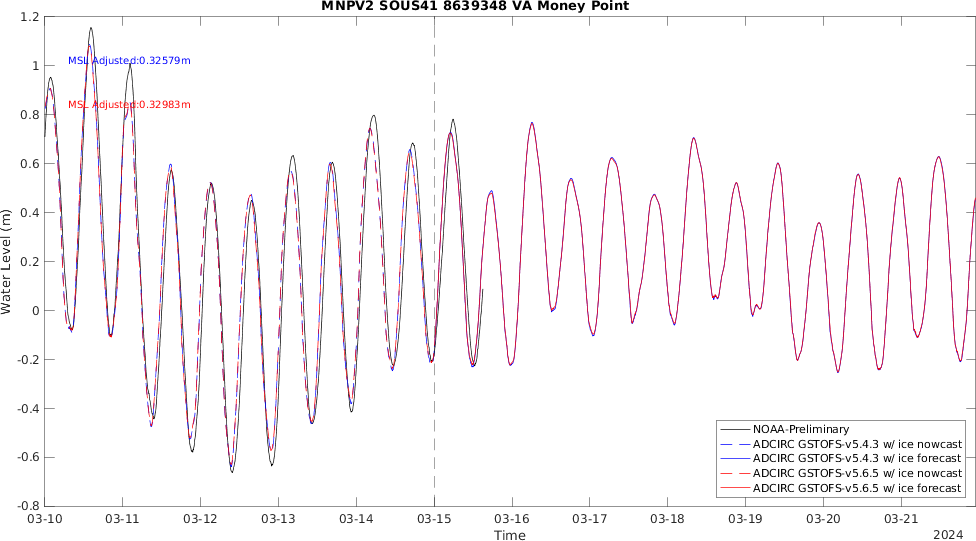 MNPV2 SOUS41 8639348 VA Money Point
1.2
1
0.8
0.6
0.4
0.2
0
-0.2
-0.4
-0.6
-0.8
Water Level (m)
MSL Adjusted:0.32579m
MSL Adjusted:0.32983m
NOAA-Preliminary
ADCIRC GSTOFS-v5.4.3 w/ ice nowcast
ADCIRC GSTOFS-v5.4.3 w/ ice forecast
ADCIRC GSTOFS-v5.6.5 w/ ice nowcast
ADCIRC GSTOFS-v5.6.5 w/ ice forecast
03-10 03-11 03-12 03-13 03-14 03-15 03-16 03-17 03-18 03-19 03-20 03-21
Time
2024